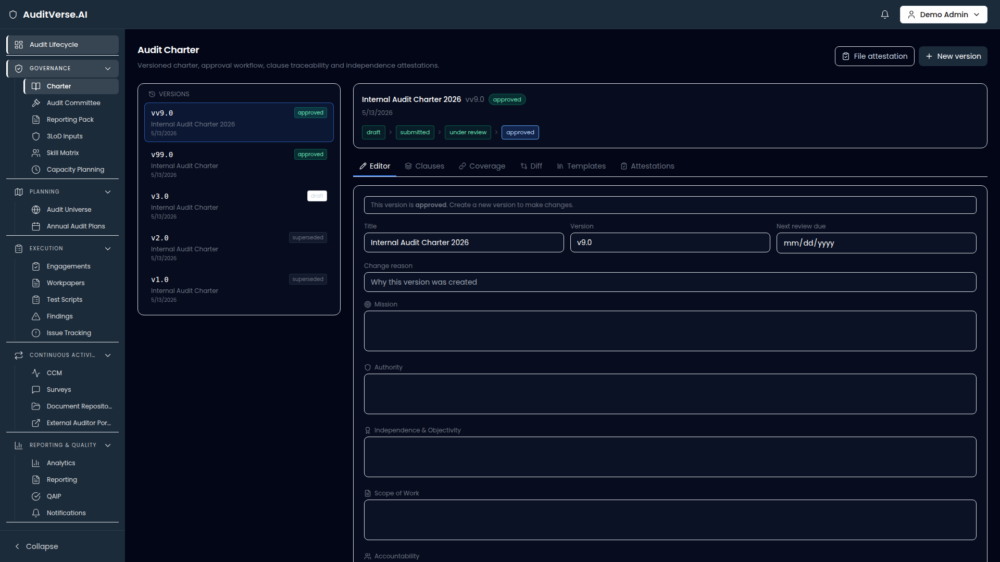 AuditVerse.AI
Demo Admin
Audit Lifecycle
GOVERNANCE
Charter
Audit Committee
Reporting Pack
3LoD Inputs
Skill Matrix
Capacity Planning
PLANNING
Audit Universe
Annual Audit Plans
EXECUTION
Engagements
Workpapers
Test Scripts
Findings
Issue Tracking
CONTINUOUS ACTIVI...
CCM
Surveys
Document Reposito...
External Auditor Por...
REPORTING & QUALITY
Analytics
Reporting
QAIP
Notifications
Collapse
Audit Charter
Versioned charter, approval workflow, clause traceability and independence attestations.
File attestation
New version
VERSIONS
vv9.0 approved
Internal Audit Charter 2026
5/13/2026
v99.0 approved
Internal Audit Charter
5/13/2026
v3.0 draft
Internal Audit Charter
5/13/2026
v2.0 superseded
Internal Audit Charter
5/13/2026
v1.0 superseded
Internal Audit Charter
5/13/2026
Internal Audit Charter 2026 vv9.0 approved
5/13/2026
draft submitted under review approved
Editor Clauses Coverage Diff Templates Attestations
This version is approved. Create a new version to make changes.
Title Version Next review due
Internal Audit Charter 2026 v9.0 mm/dd/yyyy
Change reason
Why this version was created
Mission
Authority
Independence & Objectivity
Scope of Work
Accountability